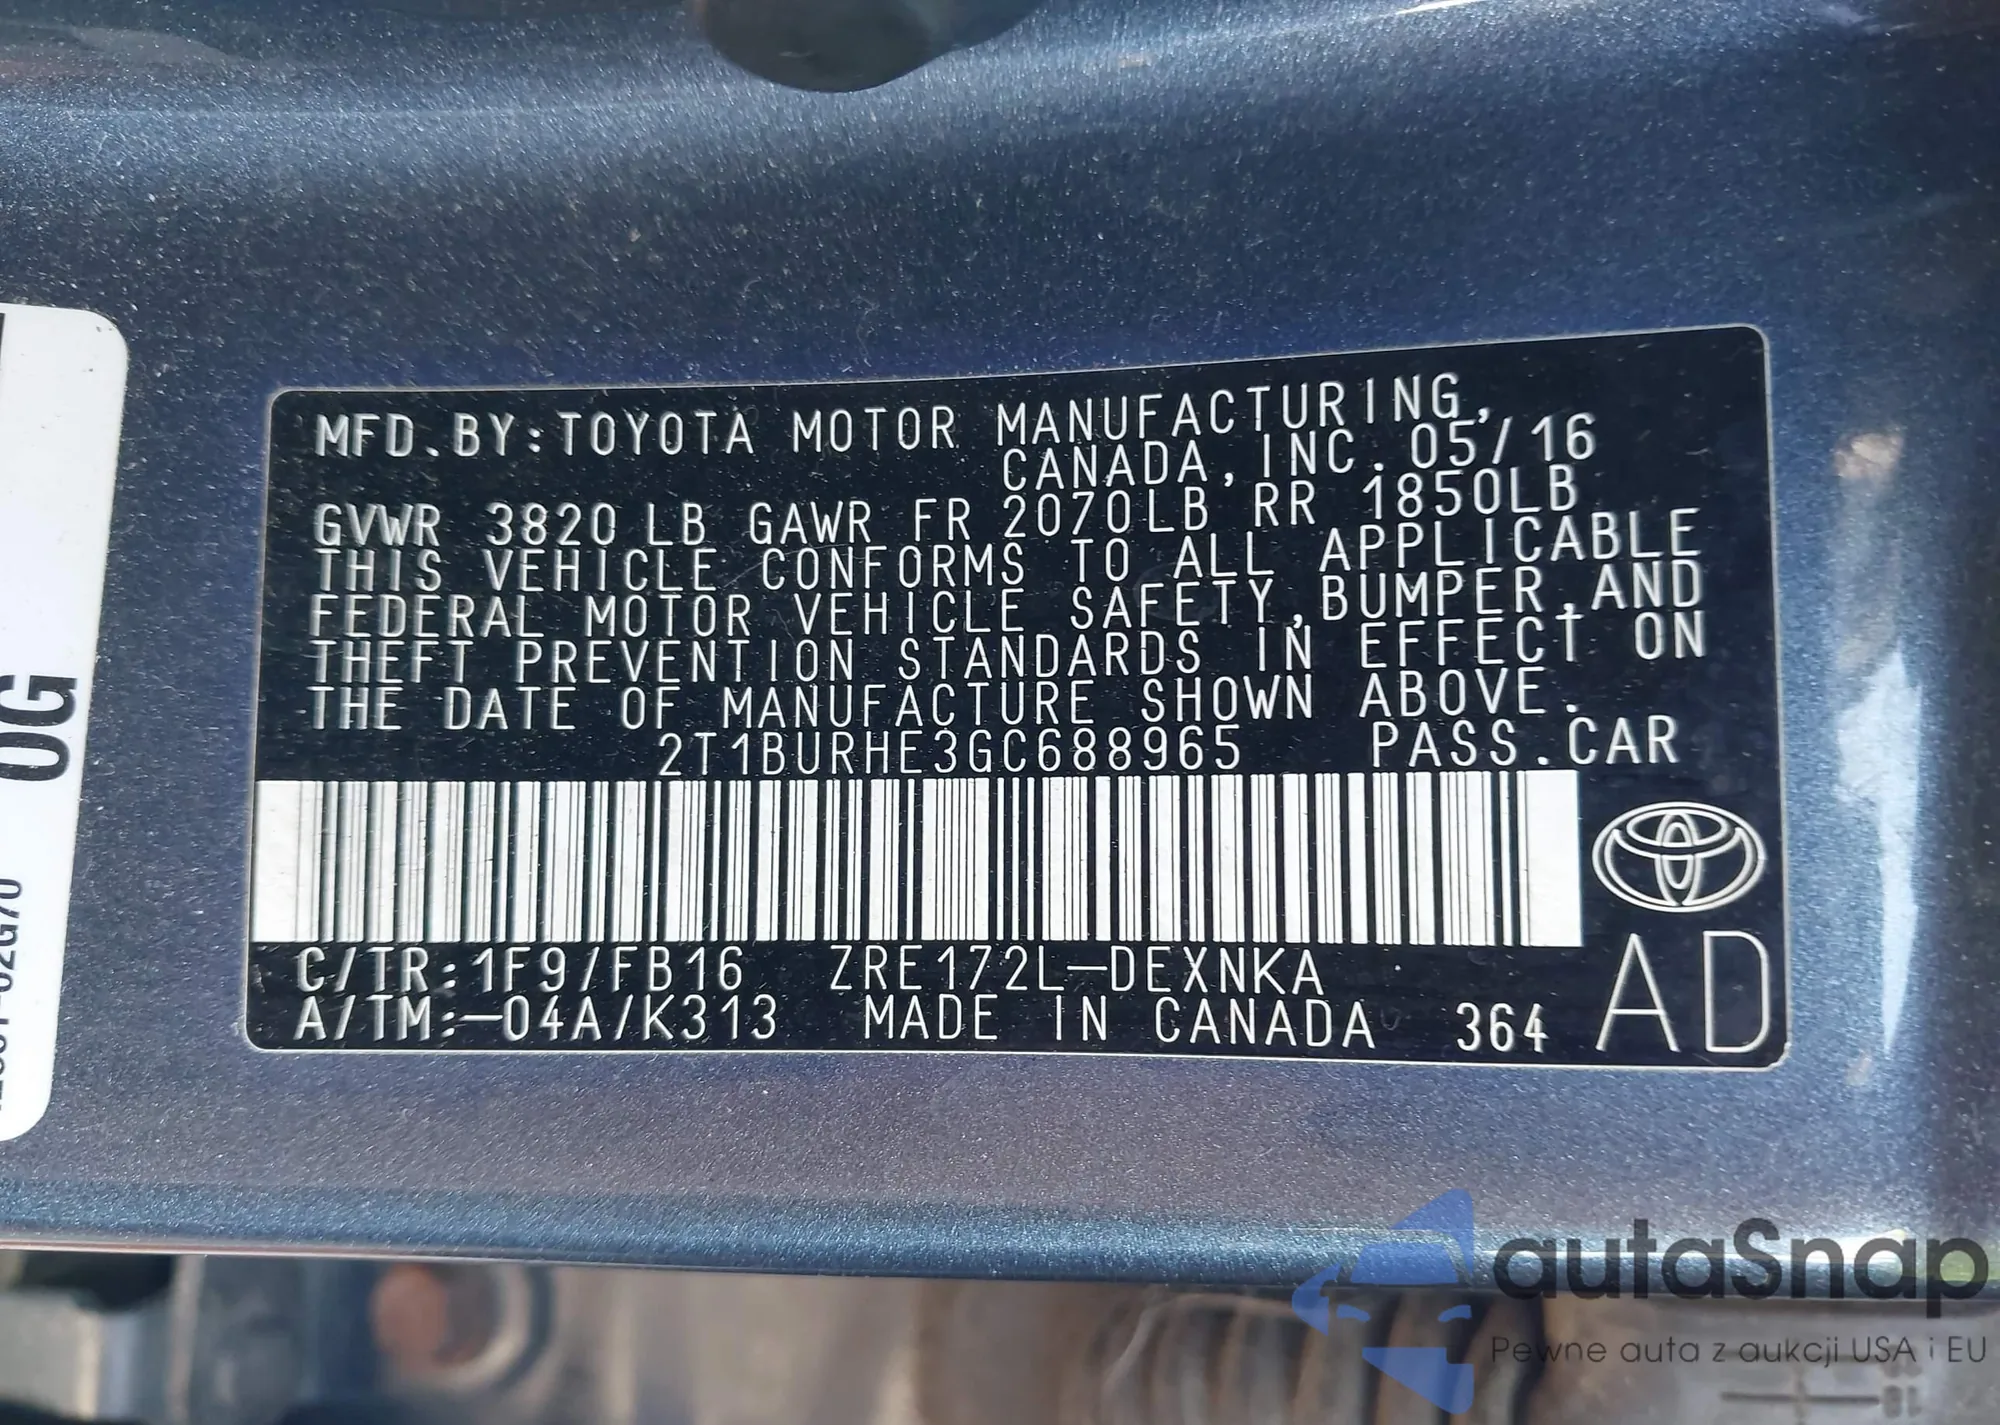 MFD.BY:TOYOTA MOTOR MANUFACTURING,
CANADA,INC. 05/16
GVWR 3820 LB GAWR FR 2070LB RR 1850LB
THIS VEHICLE CONFORMS TO ALL APPLICABLE
FEDERAL MOTOR VEHICLE SAFETY,BUMPER,AND
THEFT PREVENTION STANDARDS IN EFFECT ON
THE DATE OF MANUFACTURE SHOWN ABOVE.
2T1BURHE3GC688965 PASS.CAR
C/TR:1F9/FB16 ZRE172L-DEXNKA
A/TM:-04A/K313 MADE IN CANADA 364
AD
0G
autaSnap
Pewne auta z aukcji USA i EU